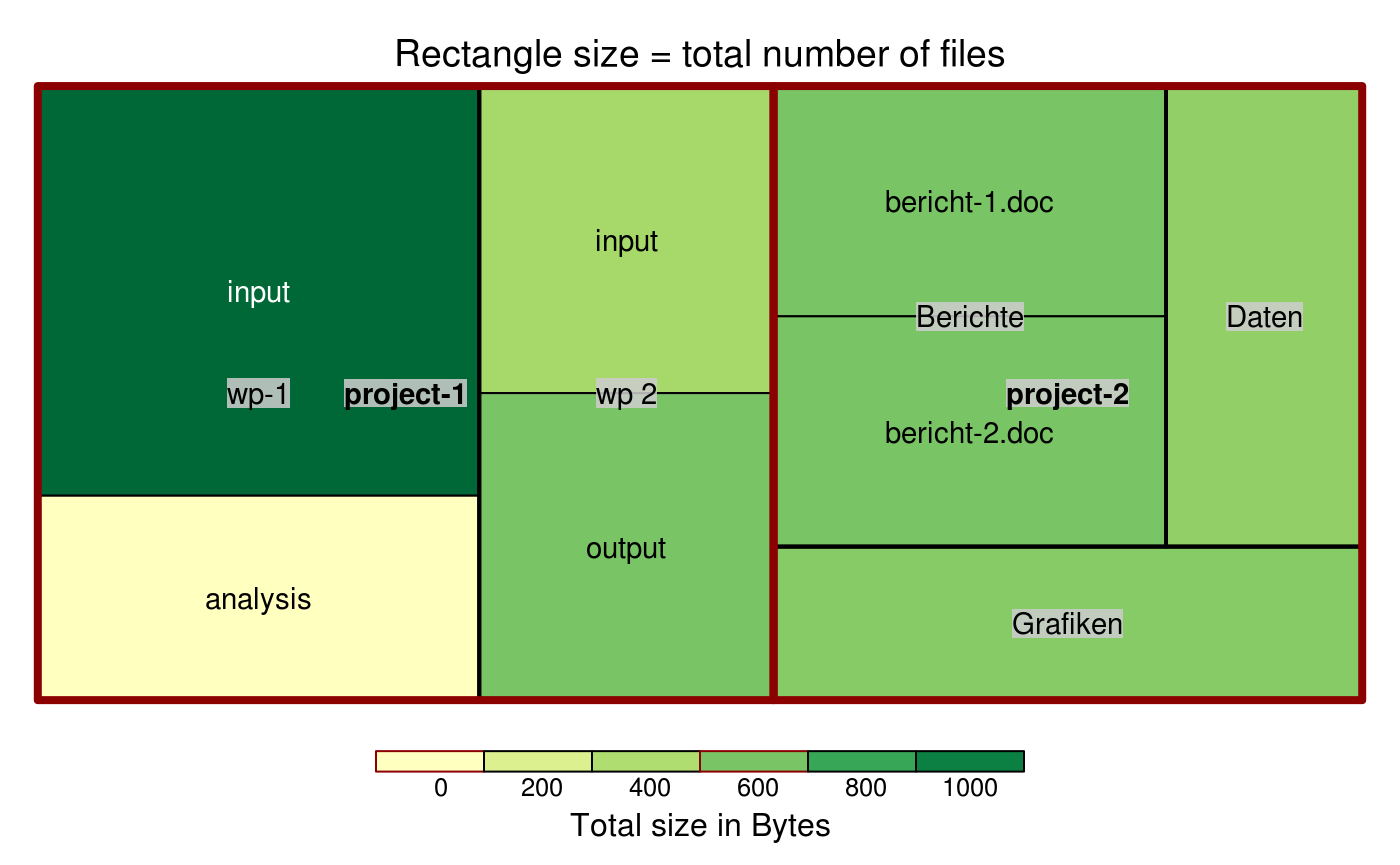 Rectangle size = total number of files
input
wp-1
project-1
analysis
input
wp 2
output
bericht-1.doc
Berichte
project-2
bericht-2.doc
Daten
Grafiken
0 200 400 600 800 1000
Total size in Bytes